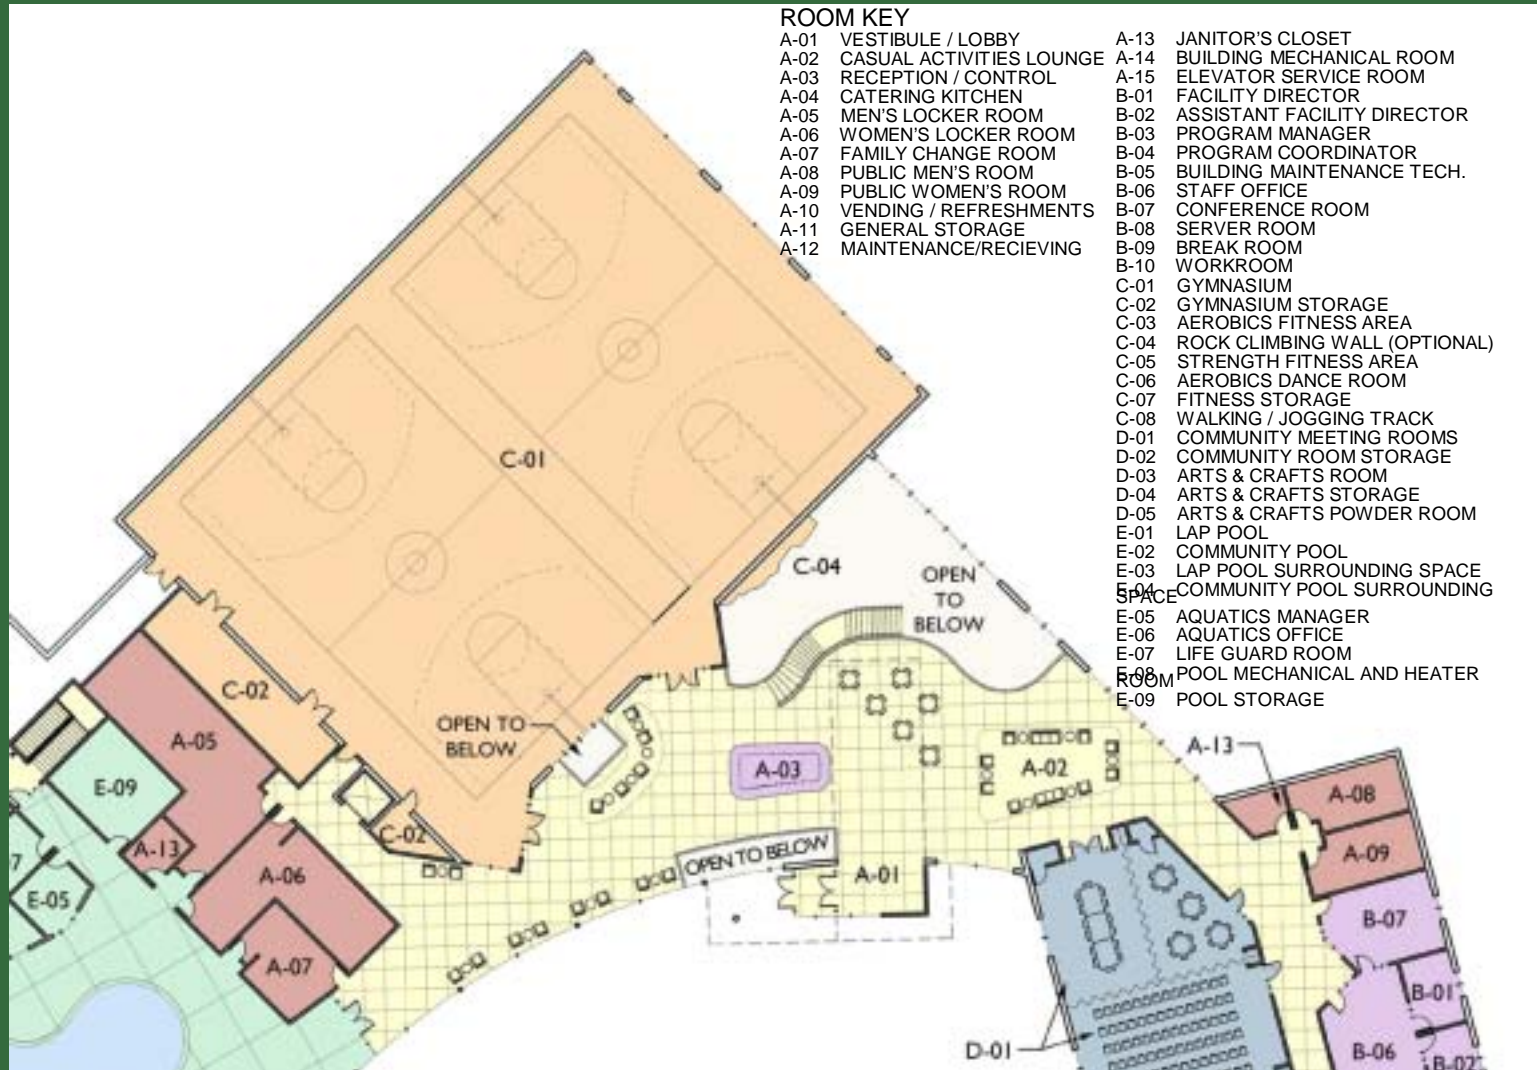 ROOM KEY
A-01 VESTIBULE / LOBBY
A-02 CASUAL ACTIVITIES LOUNGE
A-03 RECEPTION / CONTROL
A-04 CATERING KITCHEN
A-05 MEN'S LOCKER ROOM
A-06 WOMEN'S LOCKER ROOM
A-07 FAMILY CHANGE ROOM
A-08 PUBLIC MEN'S ROOM
A-09 PUBLIC WOMEN'S ROOM
A-10 VENDING / REFRESHMENTS
A-11 GENERAL STORAGE
A-12 MAINTENANCE/RECIEVING
A-13 JANITOR'S CLOSET
A-14 BUILDING MECHANICAL ROOM
A-15 ELEVATOR SERVICE ROOM
B-01 FACILITY DIRECTOR
B-02 ASSISTANT FACILITY DIRECTOR
B-03 PROGRAM MANAGER
B-04 PROGRAM COORDINATOR
B-05 BUILDING MAINTENANCE TECH.
B-06 STAFF OFFICE
B-07 CONFERENCE ROOM
B-08 SERVER ROOM
B-09 BREAK ROOM
B-10 WORKROOM
C-01 GYMNASIUM
C-02 GYMNASIUM STORAGE
C-03 AEROBICS FITNESS AREA
C-04 ROCK CLIMBING WALL (OPTIONAL)
C-05 STRENGTH FITNESS AREA
C-06 AEROBICS DANCE ROOM
C-07 FITNESS STORAGE
C-08 WALKING / JOGGING TRACK
D-01 COMMUNITY MEETING ROOMS
D-02 COMMUNITY ROOM STORAGE
D-03 ARTS & CRAFTS ROOM
D-04 ARTS & CRAFTS STORAGE
D-05 ARTS & CRAFTS POWDER ROOM
E-01 LAP POOL
E-02 COMMUNITY POOL
E-03 LAP POOL SURROUNDING SPACE
E-04 COMMUNITY POOL SURROUNDING
SPACE
E-05 AQUATICS MANAGER
E-06 AQUATICS OFFICE
E-07 LIFE GUARD ROOM
E-08 POOL MECHANICAL AND HEATER
ROOM
E-09 POOL STORAGE
C-01
C-04
OPEN
TO
BELOW
C-02
OPEN TO
BELOW
A-05
A-03
A-02
A-13
E-09
A-08
C-02
A-13
OPEN TO BELOW
A-09
A-06
A-01
7
E-05
B-07
A-07
B-01
D-01
B-06
B-02